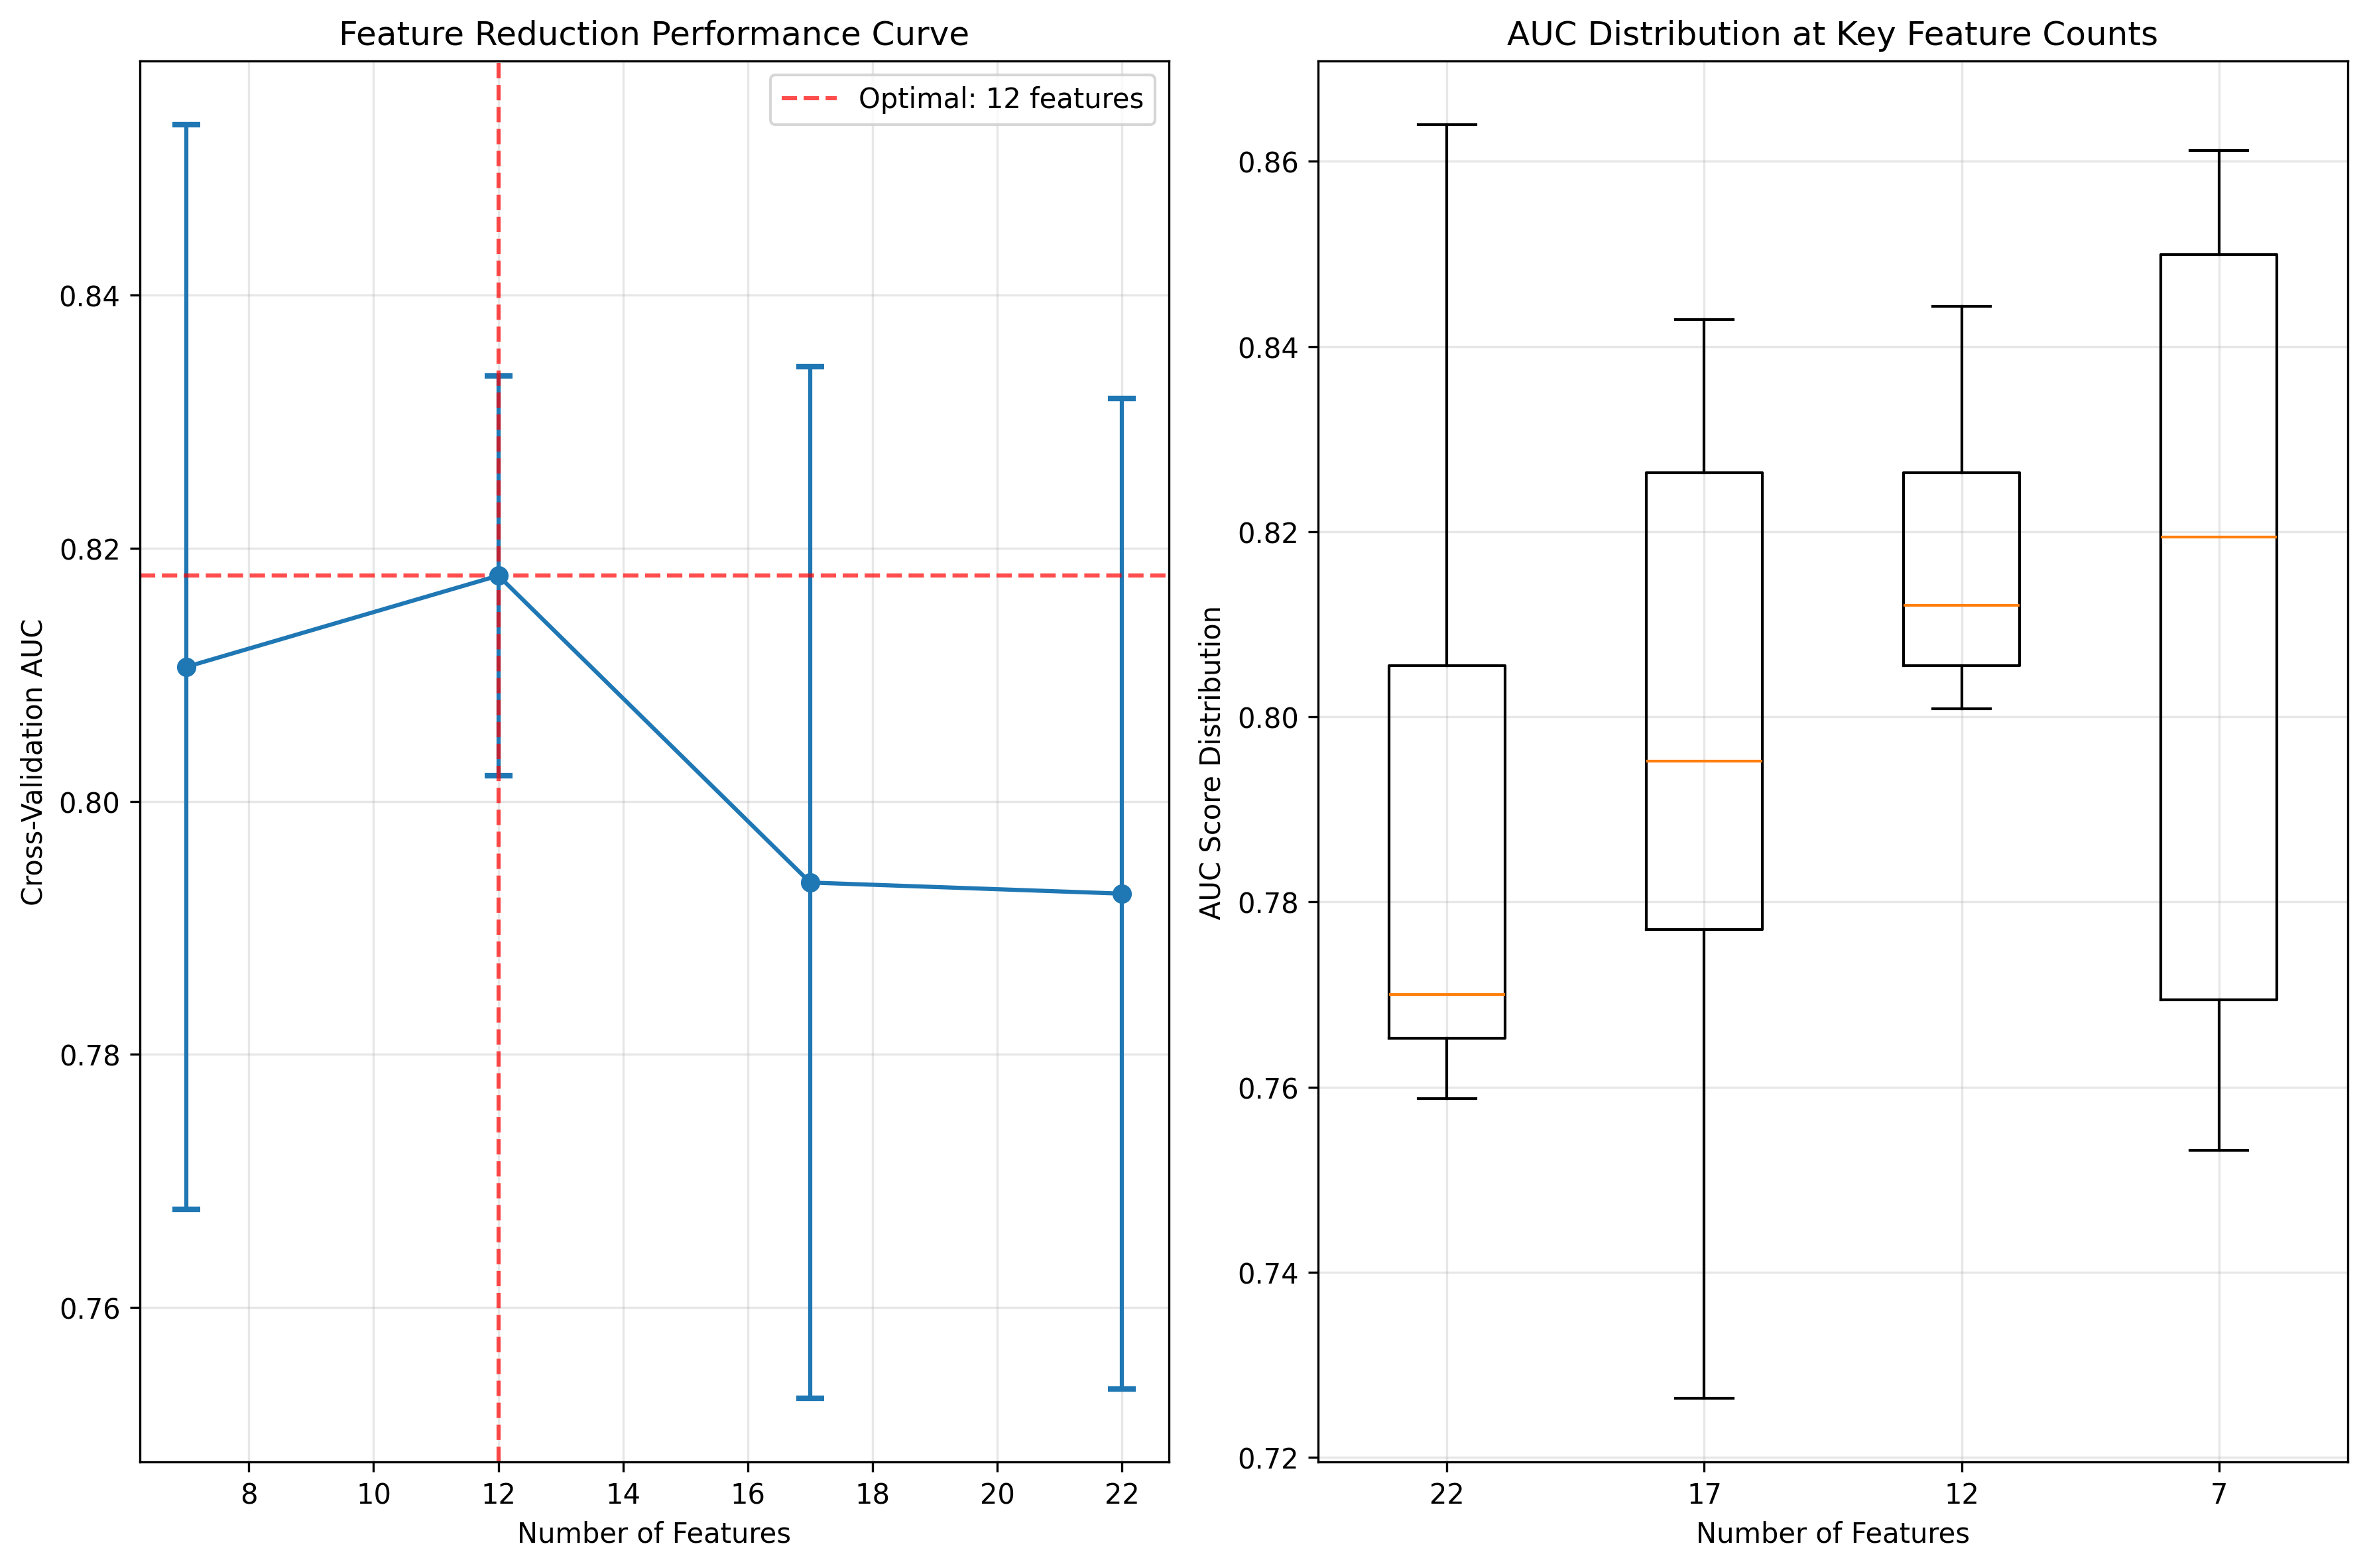 Feature Reduction Performance Curve
Optimal: 12 features
Cross-Validation AUC
0.84
0.82
0.80
0.78
0.76
8 10 12 14 16 18 20 22
Number of Features
AUC Distribution at Key Feature Counts
AUC Score Distribution
0.86
0.84
0.82
0.80
0.78
0.76
0.74
0.72
22 17 12 7
Number of Features